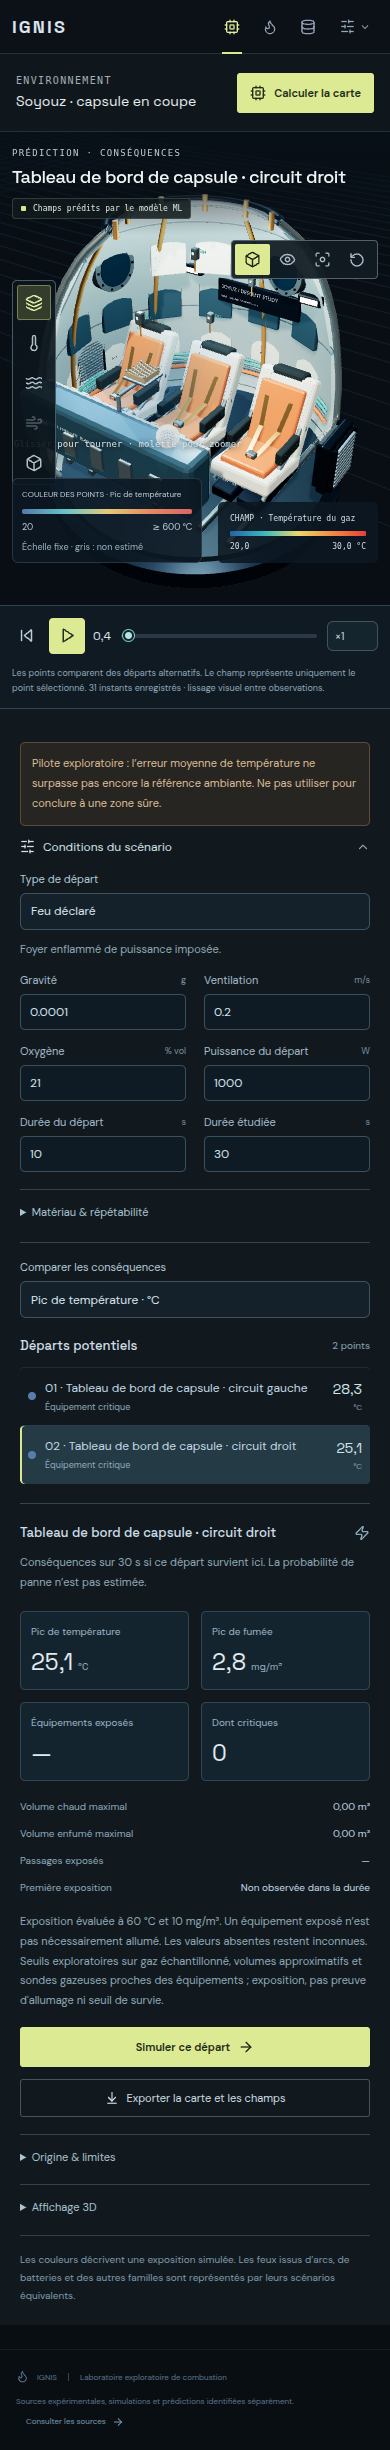 IGNIS
ENVIRONNEMENT
Soyouz · capsule en coupe
Calculer la carte
PRÉDICTION · CONSÉQUENCES
Tableau de bord de capsule · circuit droit
Champs prédits par le modèle ML
SOYUZ / DESCENT STUDY
Glisser pour tourner · molette pour zoomer
COULEUR DES POINTS · Pic de température
20 ≥ 600 °C
Échelle fixe · gris : non estimé
CHAMP · Température du gaz
20,0 30,0 °C
0,4
×1
Les points comparent des départs alternatifs. Le champ représente uniquement le
point sélectionné. 31 instants enregistrés · lissage visuel entre observations.
Pilote exploratoire : l'erreur moyenne de température ne
surpasse pas encore la référence ambiante. Ne pas utiliser pour
conclure à une zone sûre.
Conditions du scénario
Type de départ
Feu déclaré
Foyer enflammé de puissance imposée.
Gravité g Ventilation m/s
0.0001 0.2
Oxygène % vol Puissance du départ W
21 1000
Durée du départ s Durée étudiée s
10 30
Matériau & répétabilité
Comparer les conséquences
Pic de température · °C
Départs potentiels 2 points
01 · Tableau de bord de capsule · circuit gauche 28,3
Équipement critique °C
02 · Tableau de bord de capsule · circuit droit 25,1
Équipement critique °C
Tableau de bord de capsule · circuit droit
Conséquences sur 30 s si ce départ survient ici. La probabilité de
panne n'est pas estimée.
Pic de température Pic de fumée
25,1 °C 2,8 mg/m³
Équipements exposés Dont critiques
— 0
Volume chaud maximal 0,00 m³
Volume enfumé maximal 0,00 m³
Passages exposés —
Première exposition Non observée dans la durée
Exposition évaluée à 60 °C et 10 mg/m³. Un équipement exposé n'est
pas nécessairement allumé. Les valeurs absentes restent inconnues.
Seuils exploratoires sur gaz échantillonné, volumes approximatifs et
sondes gazeuses proches des équipements ; exposition, pas preuve
d'allumage ni seuil de survie.
Simuler ce départ
Exporter la carte et les champs
Origine & limites
Affichage 3D
Les couleurs décrivent une exposition simulée. Les feux issus d'arcs, de
batteries et des autres familles sont représentés par leurs scénarios
équivalents.
IGNIS | Laboratoire exploratoire de combustion
Sources expérimentales, simulations et prédictions identifiées séparément.
Consulter les sources